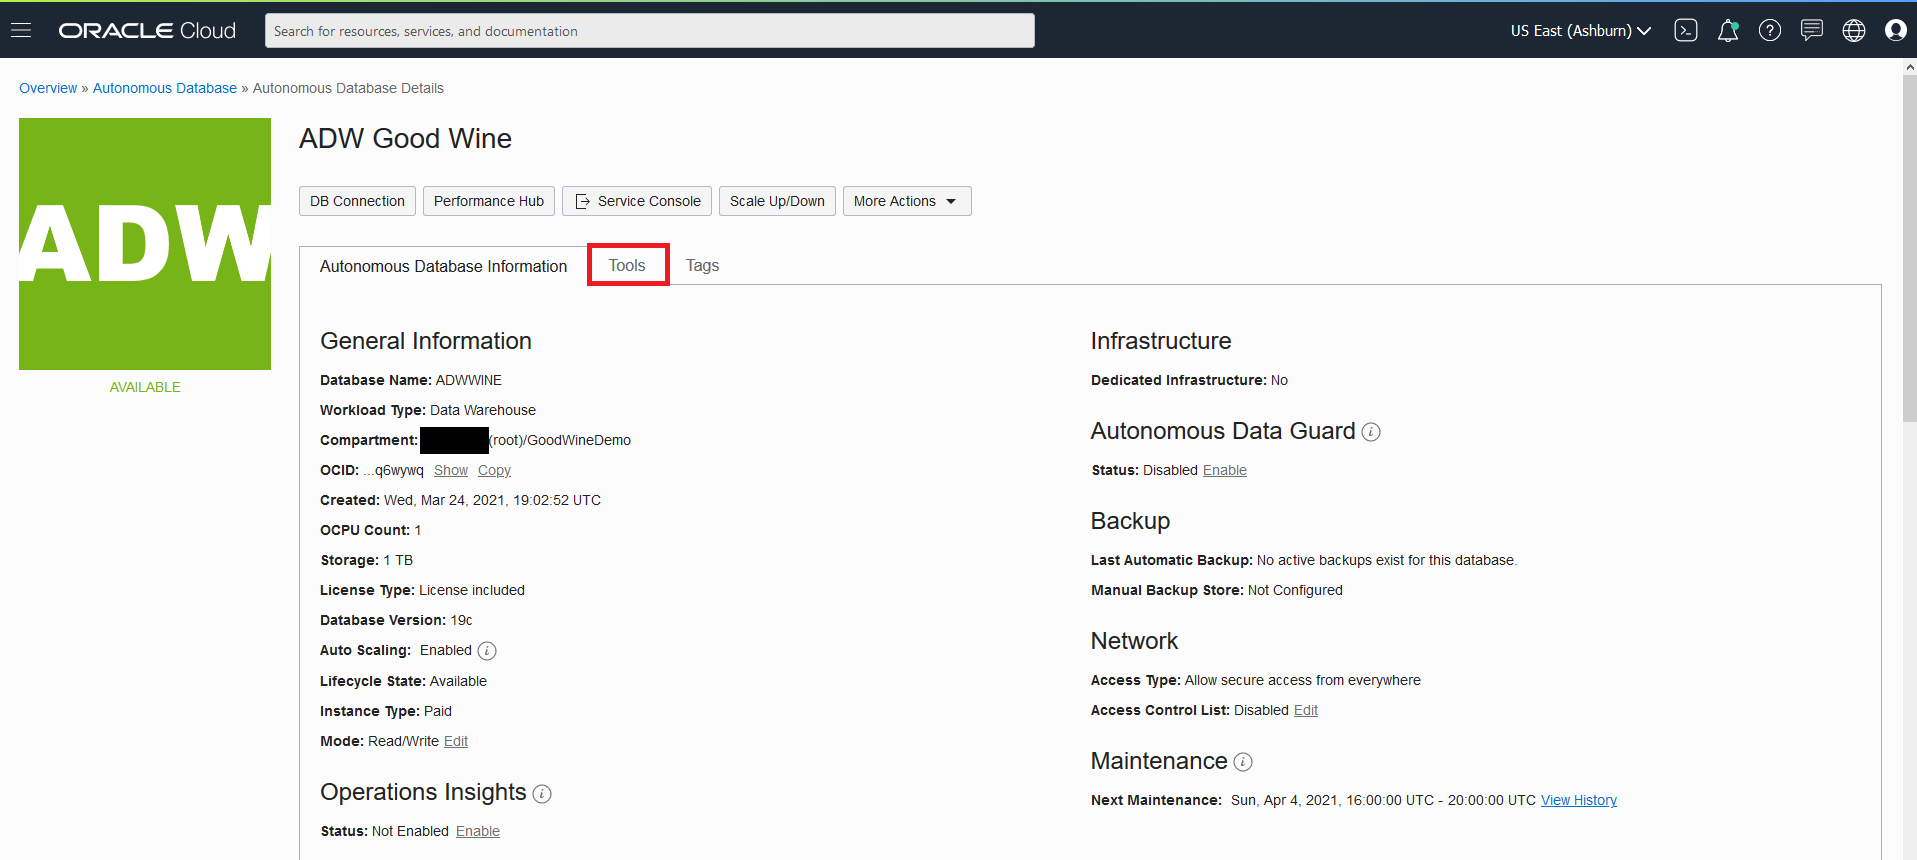 ORACLE Cloud
Search for resources, services, and documentation
US East (Ashburn)
Overview » Autonomous Database » Autonomous Database Details
ADW
AVAILABLE
ADW Good Wine
DB Connection
Performance Hub
Service Console
Scale Up/Down
More Actions
Autonomous Database Information
Tools
Tags
General Information
Database Name: ADWWINE
Workload Type: Data Warehouse
Compartment: (root)/GoodWineDemo
OCID: ...q6wywq Show Copy
Created: Wed, Mar 24, 2021, 19:02:52 UTC
OCPU Count: 1
Storage: 1 TB
License Type: License included
Database Version: 19c
Auto Scaling: Enabled
Lifecycle State: Available
Instance Type: Paid
Mode: Read/Write Edit
Operations Insights
Status: Not Enabled Enable
Infrastructure
Dedicated Infrastructure: No
Autonomous Data Guard
Status: Disabled Enable
Backup
Last Automatic Backup: No active backups exist for this database.
Manual Backup Store: Not Configured
Network
Access Type: Allow secure access from everywhere
Access Control List: Disabled Edit
Maintenance
Next Maintenance: Sun, Apr 4, 2021, 16:00:00 UTC - 20:00:00 UTC View History